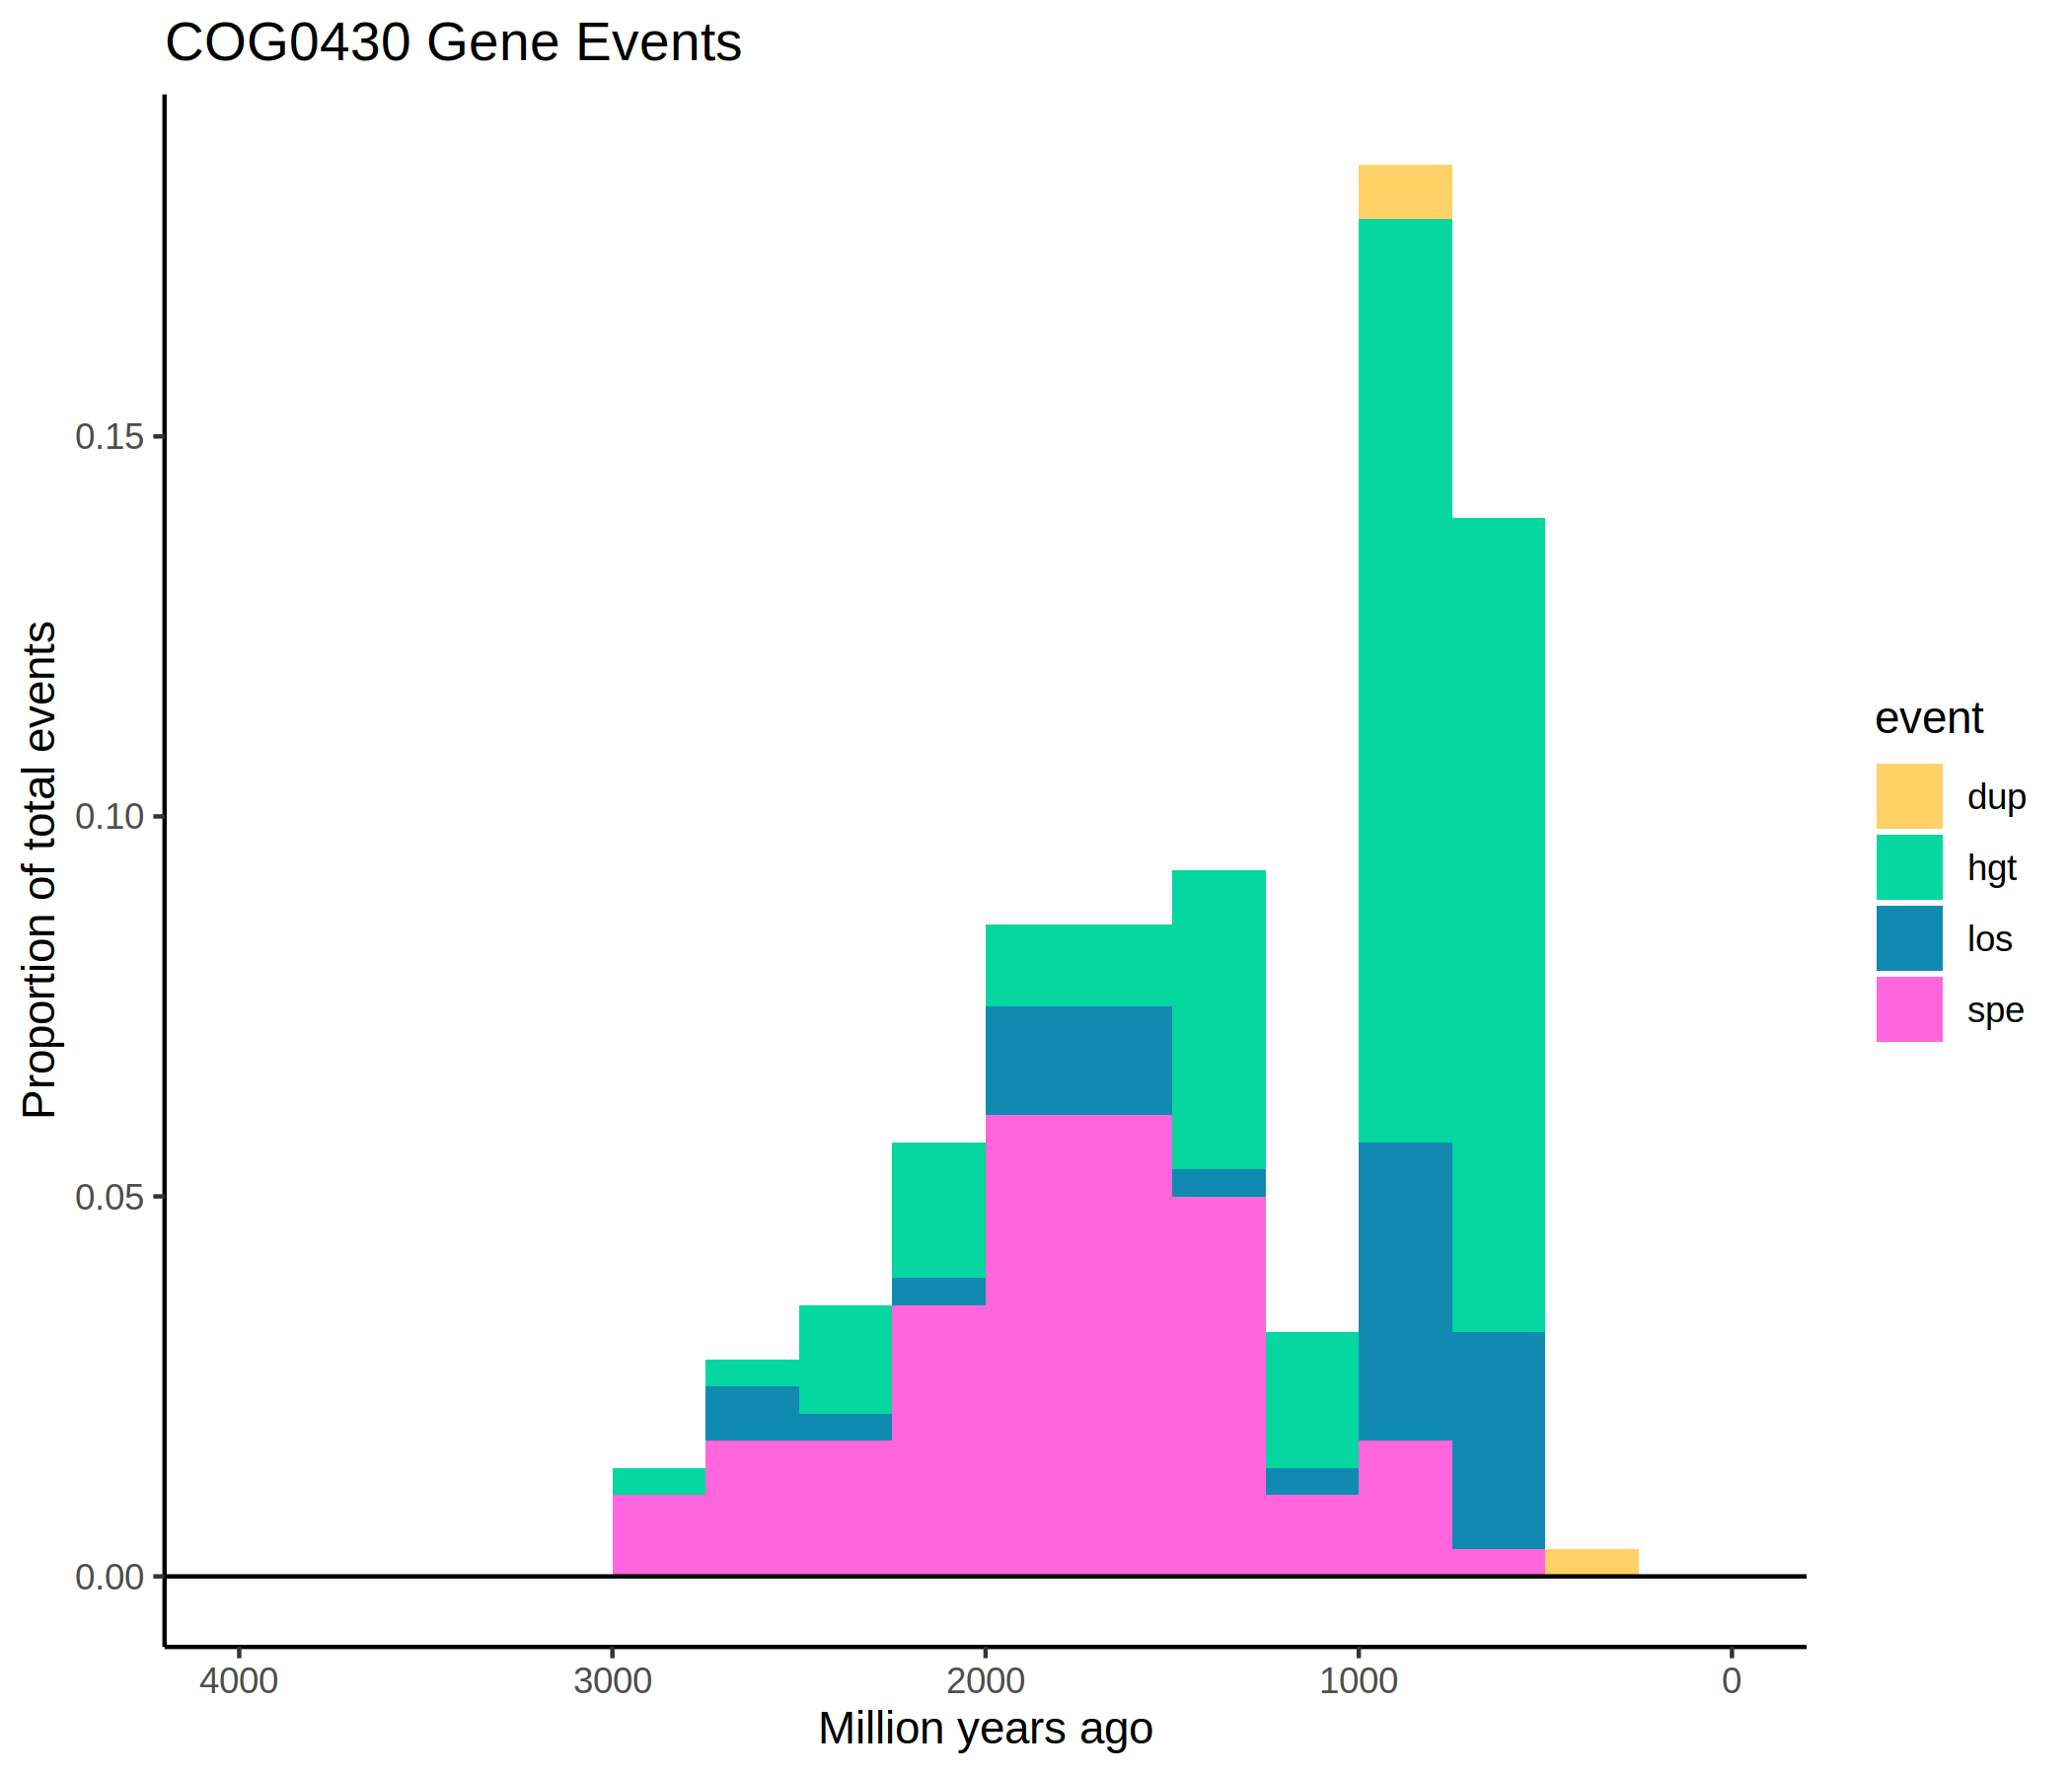 COG0430 Gene Events
Proportion of total events
0.15
0.10
0.05
0.00
4000 3000 2000 1000 0
Million years ago
event
dup
hgt
los
spe